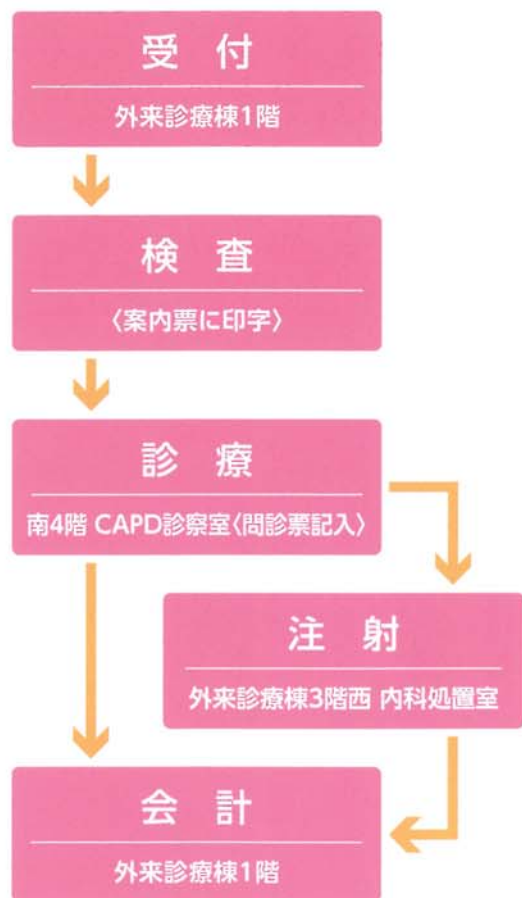 受 付
外来診療棟1階
検 査
〈案内票に印字〉
診 療
南4階 CAPD診察室〈問診票記入〉
注 射
外来診療棟3階西 内科処置室
会 計
外来診療棟1階